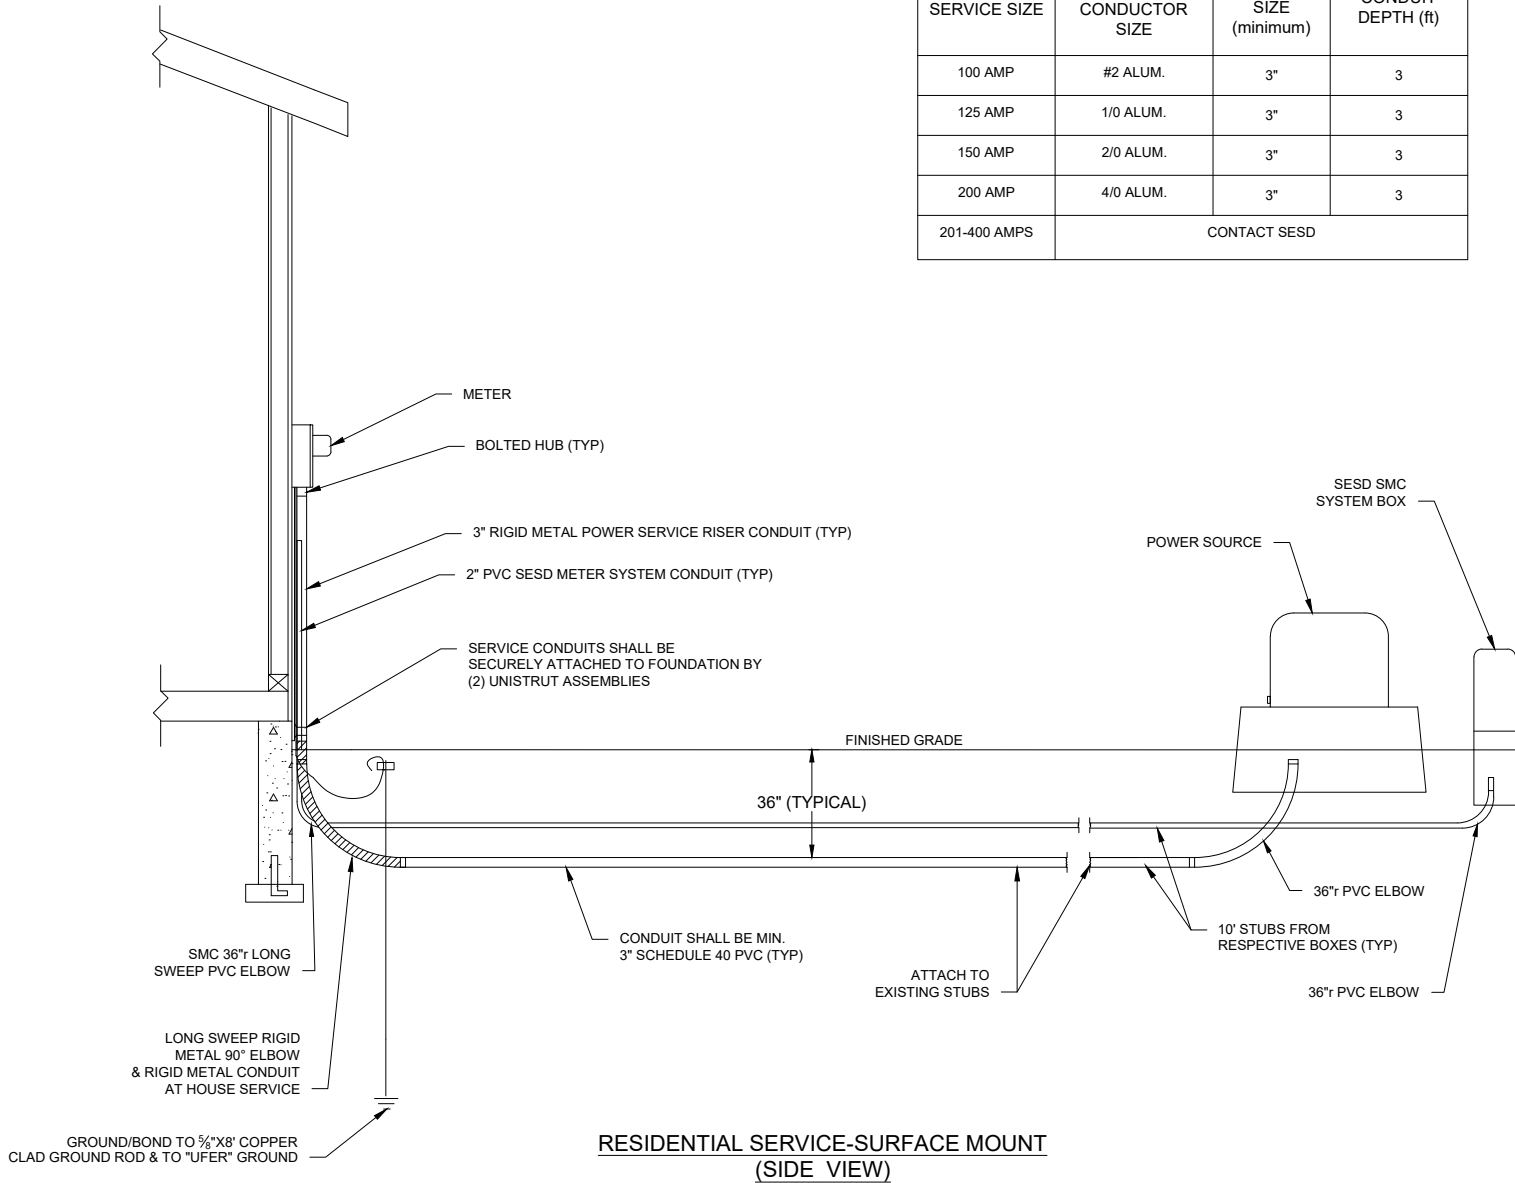 SERVICE SIZE
CONDUCTOR
SIZE
SIZE
(minimum)
CONDUIT
DEPTH (ft)
100 AMP #2 ALUM. 3" 3
125 AMP 1/0 ALUM. 3" 3
150 AMP 2/0 ALUM. 3" 3
200 AMP 4/0 ALUM. 3" 3
201-400 AMPS CONTACT SESD
METER
BOLTED HUB (TYP)
3" RIGID METAL POWER SERVICE RISER CONDUIT (TYP)
2" PVC SESD METER SYSTEM CONDUIT (TYP)
SERVICE CONDUITS SHALL BE
SECURELY ATTACHED TO FOUNDATION BY
(2) UNISTRUT ASSEMBLIES
SESD SMC
SYSTEM BOX
POWER SOURCE
FINISHED GRADE
36" (TYPICAL)
36"r PVC ELBOW
10' STUBS FROM
RESPECTIVE BOXES (TYP)
36"r PVC ELBOW
CONDUIT SHALL BE MIN.
3" SCHEDULE 40 PVC (TYP)
ATTACH TO
EXISTING STUBS
SMC 36"r LONG
SWEEP PVC ELBOW
LONG SWEEP RIGID
METAL 90° ELBOW
& RIGID METAL CONDUIT
AT HOUSE SERVICE
GROUND/BOND TO ⅝"X8' COPPER
CLAD GROUND ROD & TO "UFER" GROUND
RESIDENTIAL SERVICE-SURFACE MOUNT
(SIDE VIEW)